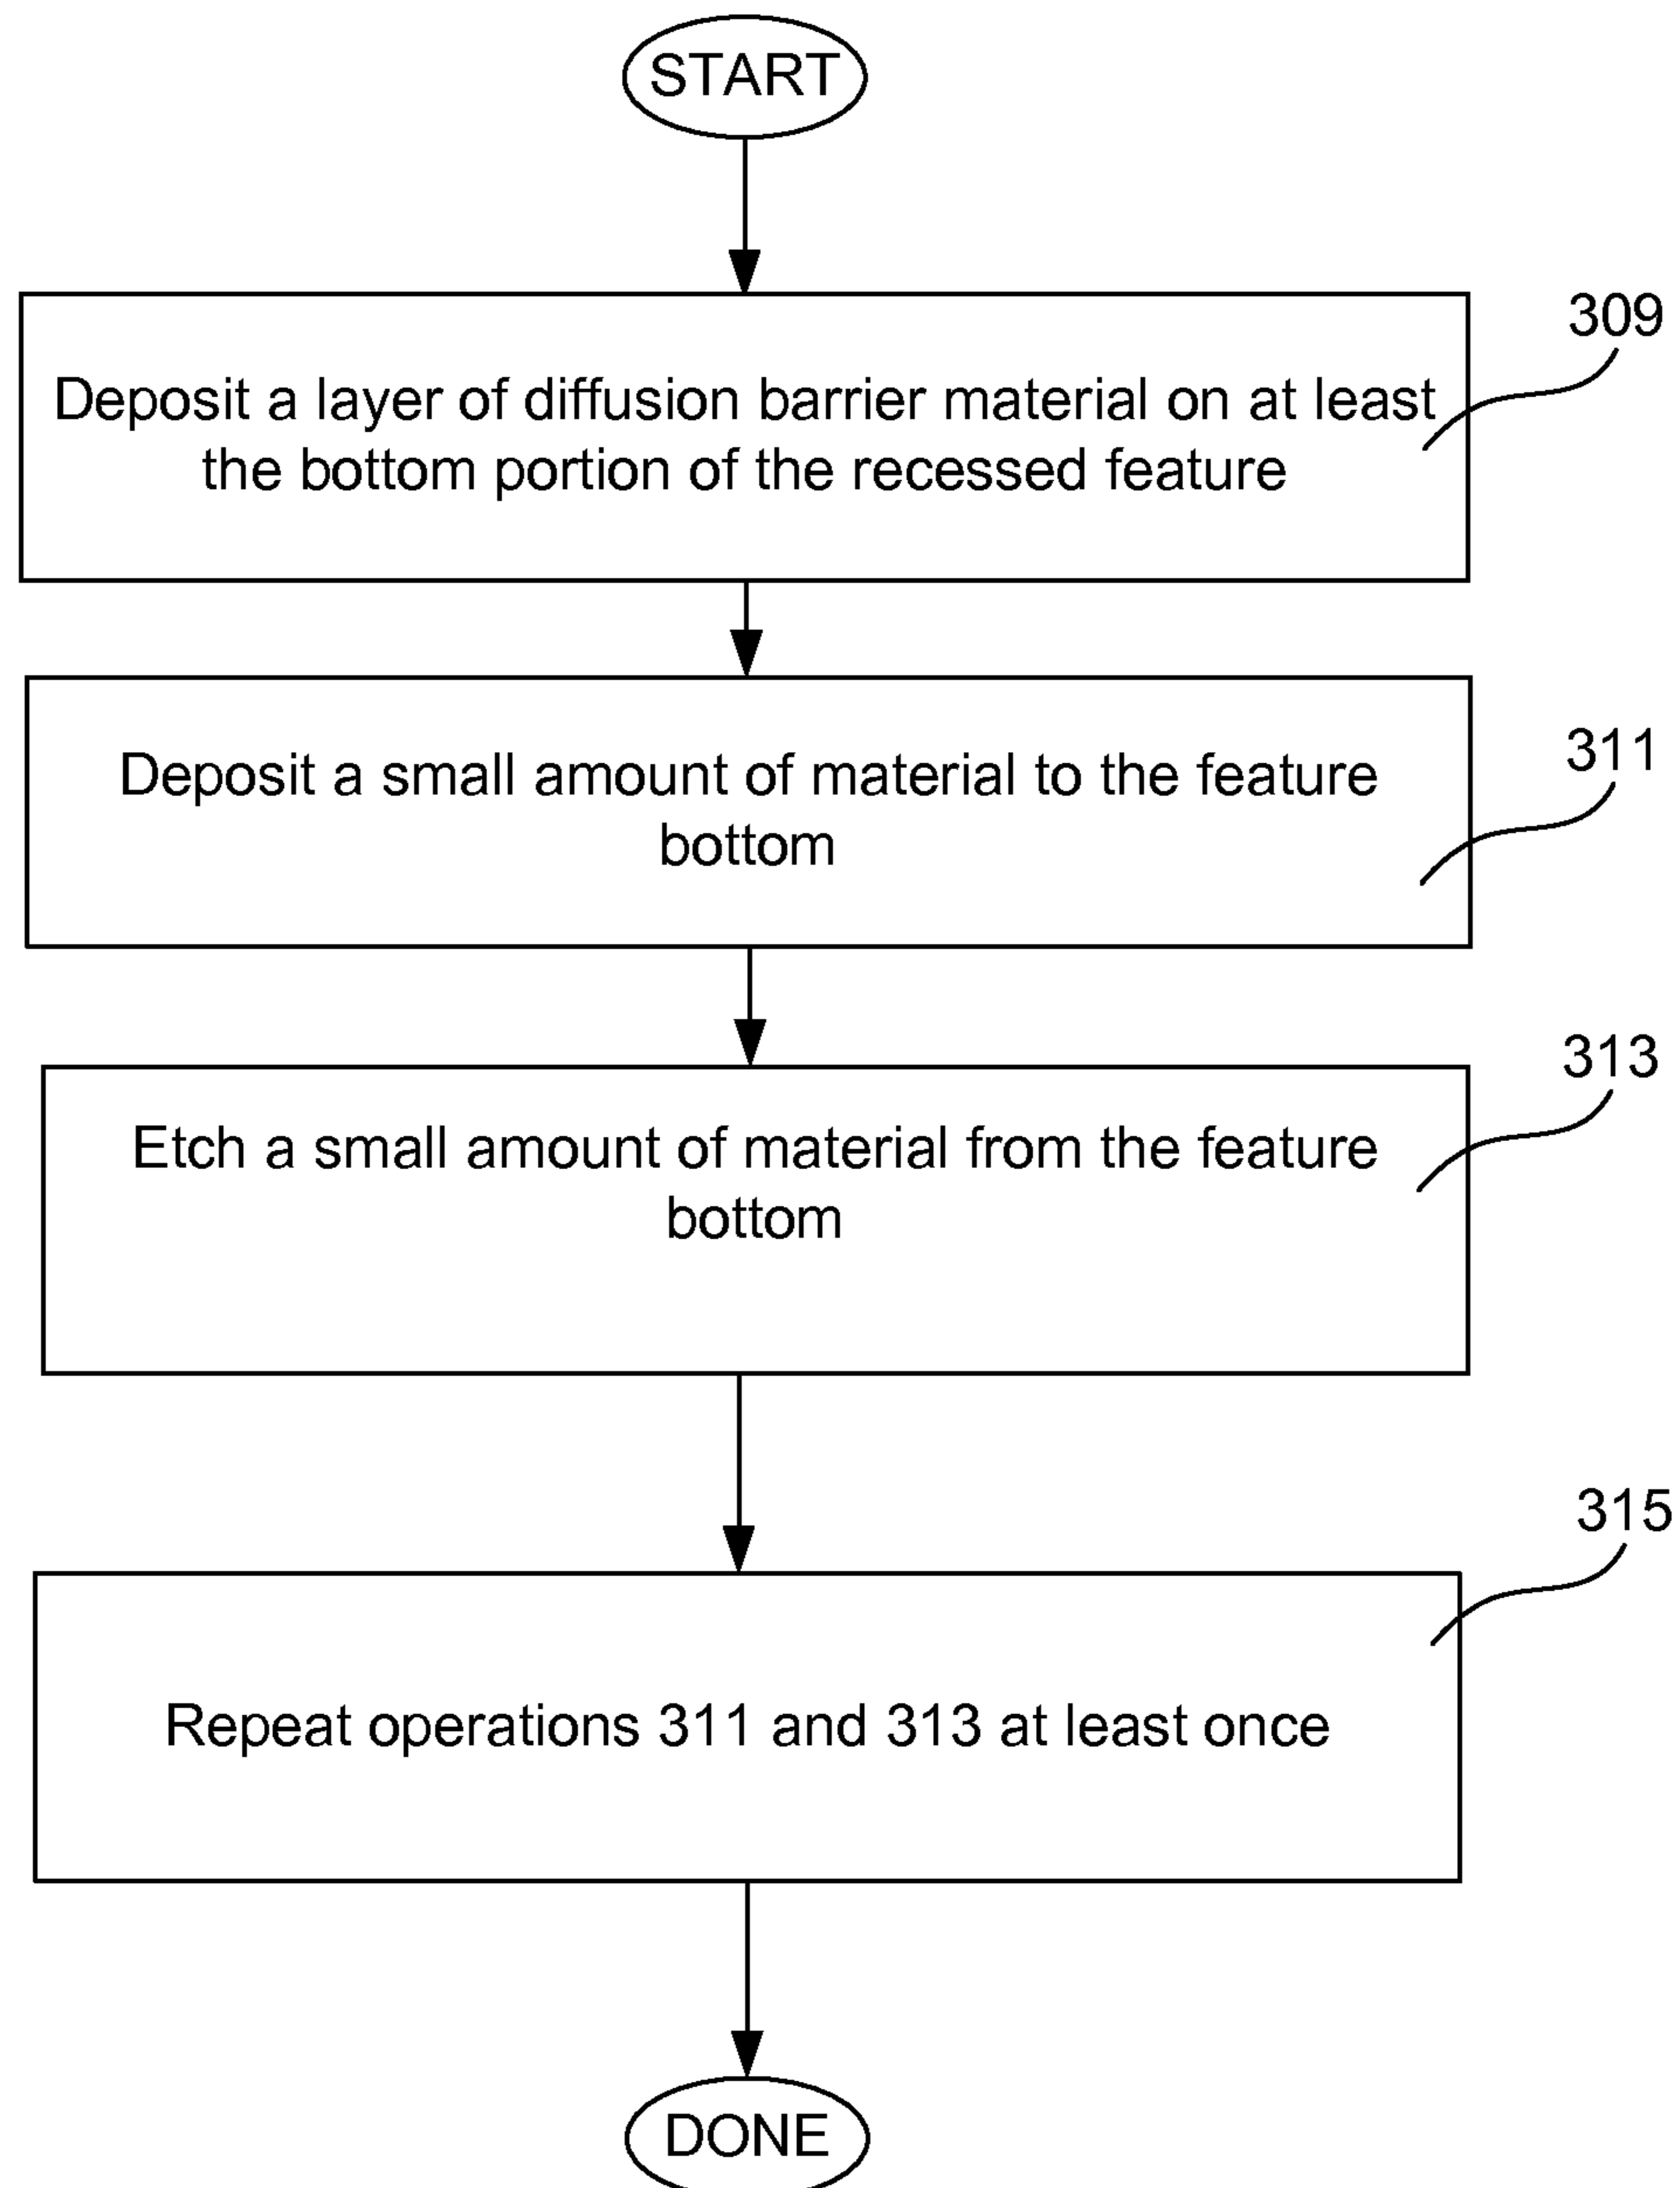 START
309
Deposit a layer of diffusion barrier material on at least
the bottom portion of the recessed feature
311
Deposit a small amount of material to the feature
bottom
313
Etch a small amount of material from the feature
bottom
315
Repeat operations 311 and 313 at least once
DONE